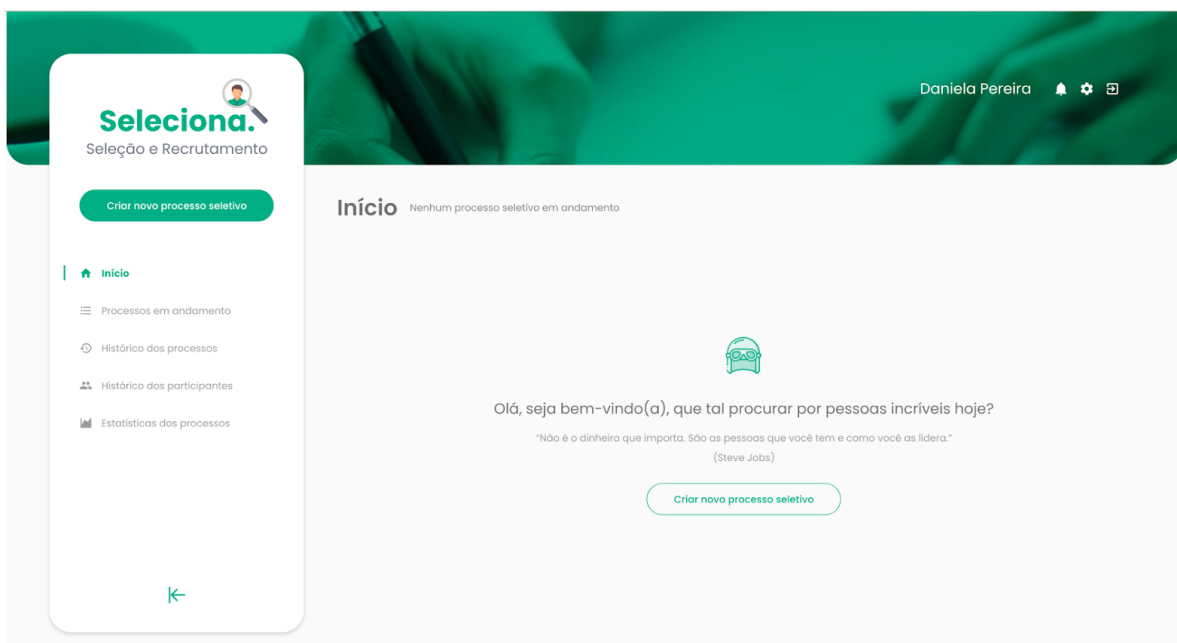 Seleciona.
Seleção e Recrutamento
Criar novo processo seletivo
Início
Processos em andamento
Histórico dos processos
Histórico dos participantes
Estatísticas dos processos
Daniela Pereira
Início Nenhum processo seletivo em andamento
Olá, seja bem-vindo(a), que tal procurar por pessoas incríveis hoje?
"Não é o dinheiro que importa. São as pessoas que você tem e como você as lidera."
(Steve Jobs)
Criar novo processo seletivo